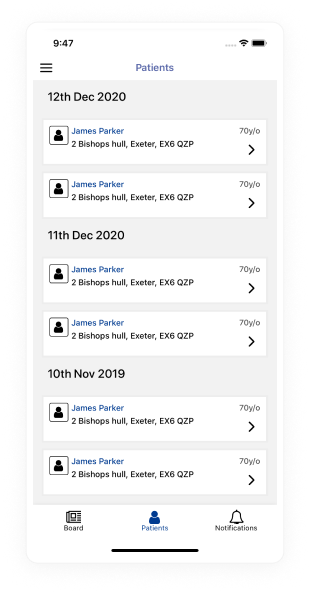 9:47
Patients
12th Dec 2020
James Parker 70y/o
2 Bishops hull, Exeter, EX6 QZP
James Parker 70y/o
2 Bishops hull, Exeter, EX6 QZP
11th Dec 2020
James Parker 70y/o
2 Bishops hull, Exeter, EX6 QZP
James Parker 70y/o
2 Bishops hull, Exeter, EX6 QZP
10th Nov 2019
James Parker 70y/o
2 Bishops hull, Exeter, EX6 QZP
James Parker 70y/o
2 Bishops hull, Exeter, EX6 QZP
Board Patients Notifications